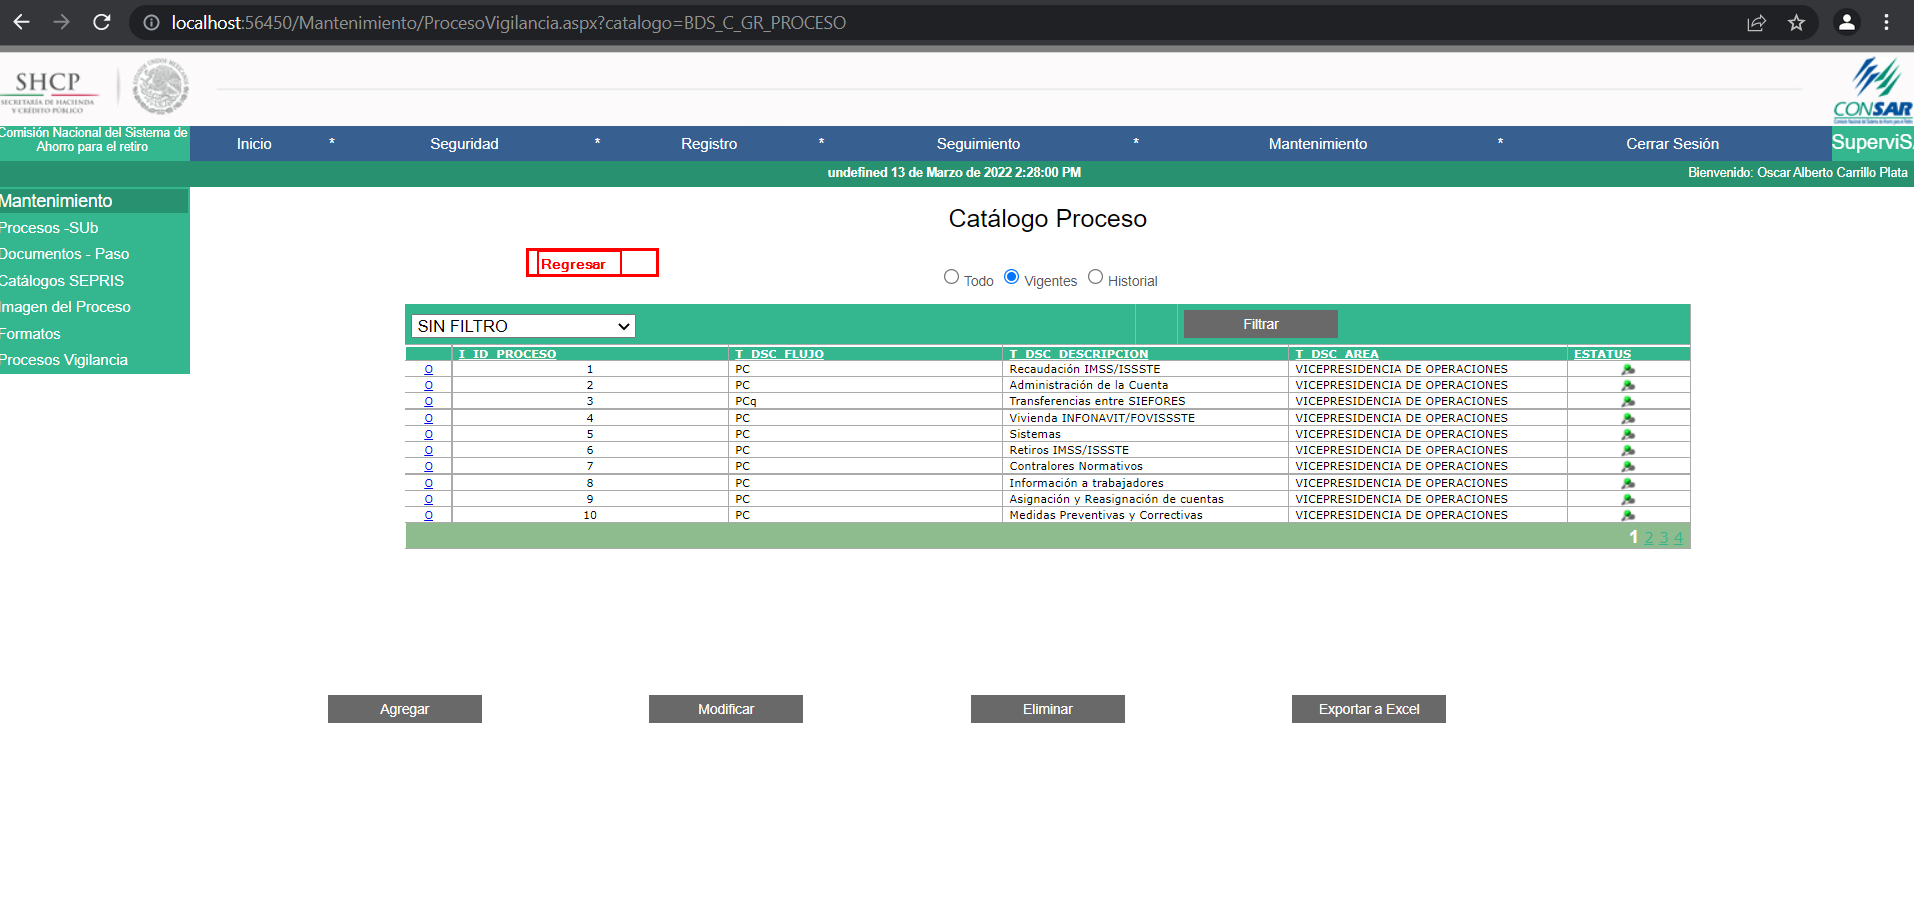 localhost:56450/Mantenimiento/ProcesoVigilancia.aspx?catalogo=BDS_C_GR_PROCESO
SHCP
SECRETARÍA DE HACIENDA
Y CRÉDITO PÚBLICO
CONSAR
Comisión Nacional del Sistema de
Ahorro para el retiro
Inicio * Seguridad * Registro * Seguimiento * Mantenimiento * Cerrar Sesión
SuperviS
undefined 13 de Marzo de 2022 2:28:00 PM
Bienvenido: Oscar Alberto Carrillo Plata
Mantenimiento
Procesos -SUb
Documentos - Paso
Catálogos SEPRIS
Imagen del Proceso
Formatos
Procesos Vigilancia
Catálogo Proceso
Regresar
Todo Vigentes Historial
SIN FILTRO Filtrar
I_ID_PROCESO T_DSC_FLUJO T_DSC_DESCRIPCION T_DSC_AREA ESTATUS
O 1 PC Recaudación IMSS/ISSSTE VICEPRESIDENCIA DE OPERACIONES
O 2 PC Administración de la Cuenta VICEPRESIDENCIA DE OPERACIONES
O 3 PCq Transferencias entre SIEFORES VICEPRESIDENCIA DE OPERACIONES
O 4 PC Vivienda INFONAVIT/FOVISSSTE VICEPRESIDENCIA DE OPERACIONES
O 5 PC Sistemas VICEPRESIDENCIA DE OPERACIONES
O 6 PC Retiros IMSS/ISSSTE VICEPRESIDENCIA DE OPERACIONES
O 7 PC Contralores Normativos VICEPRESIDENCIA DE OPERACIONES
O 8 PC Información a trabajadores VICEPRESIDENCIA DE OPERACIONES
O 9 PC Asignación y Reasignación de cuentas VICEPRESIDENCIA DE OPERACIONES
O 10 PC Medidas Preventivas y Correctivas VICEPRESIDENCIA DE OPERACIONES
1 2 3 4
Agregar Modificar Eliminar Exportar a Excel